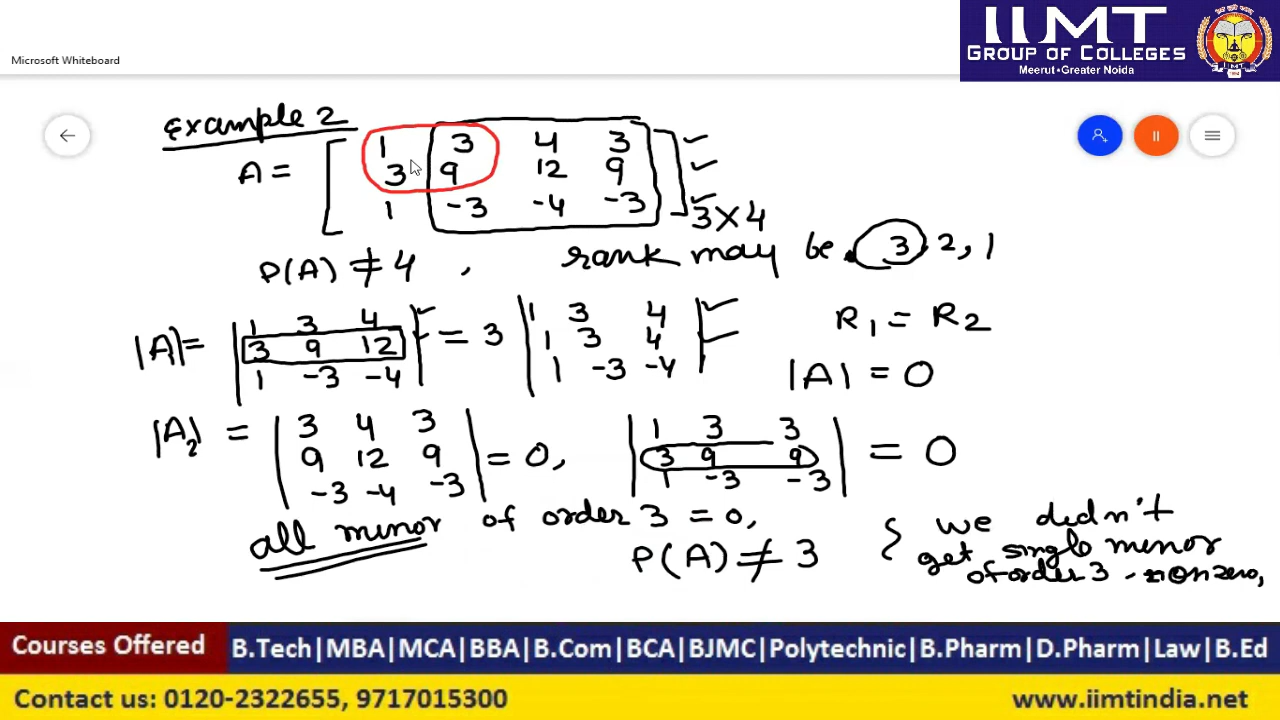 IIMT
GROUP OF COLLEGES
Meerut•Greater Noida
Microsoft Whiteboard
Example 2
A = [ 1 3 4 3
3 9 12 9
1 -3 -4 -3 ] 3×4
P(A) ≠ 4 , rank may be 3, 2, 1
|A| = | 1 3 4 | = 3 | 1 3 4 | R1 = R2
| 3 9 12 | | 1 3 4 |
| 1 -3 -4 | | 1 -3 -4 | |A| = 0
|A2| = | 3 4 3 | = 0, | 1 3 3 | = 0
| 9 12 9 | | 3 9 9 |
| -3 -4 -3 | | 1 -3 -3 |
all minor of order 3 = 0,
P(A) ≠ 3
{ we didn't
get single minor
of order 3 - nonzero,
Courses Offered B.Tech|MBA|MCA|BBA|B.Com|BCA|BJMC|Polytechnic|B.Pharm|D.Pharm|Law|B.Ed
Contact us: 0120-2322655, 9717015300 www.iimtindia.net